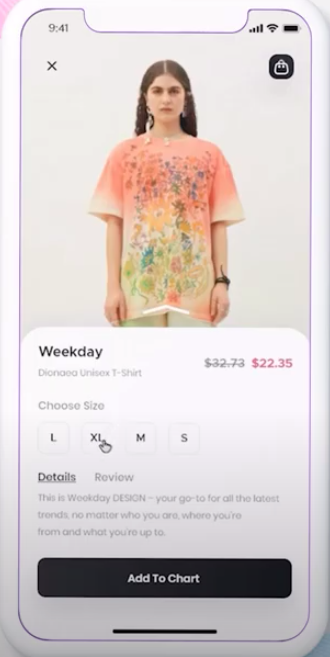 9:41
Weekday
Dionaea Unisex T-Shirt
$32.73 $22.35
Choose Size
L XL M S
Details Review
This is Weekday DESIGN – your go-to for all the latest
trends, no matter who you are, where you're
from and what you're up to.
Add To Chart